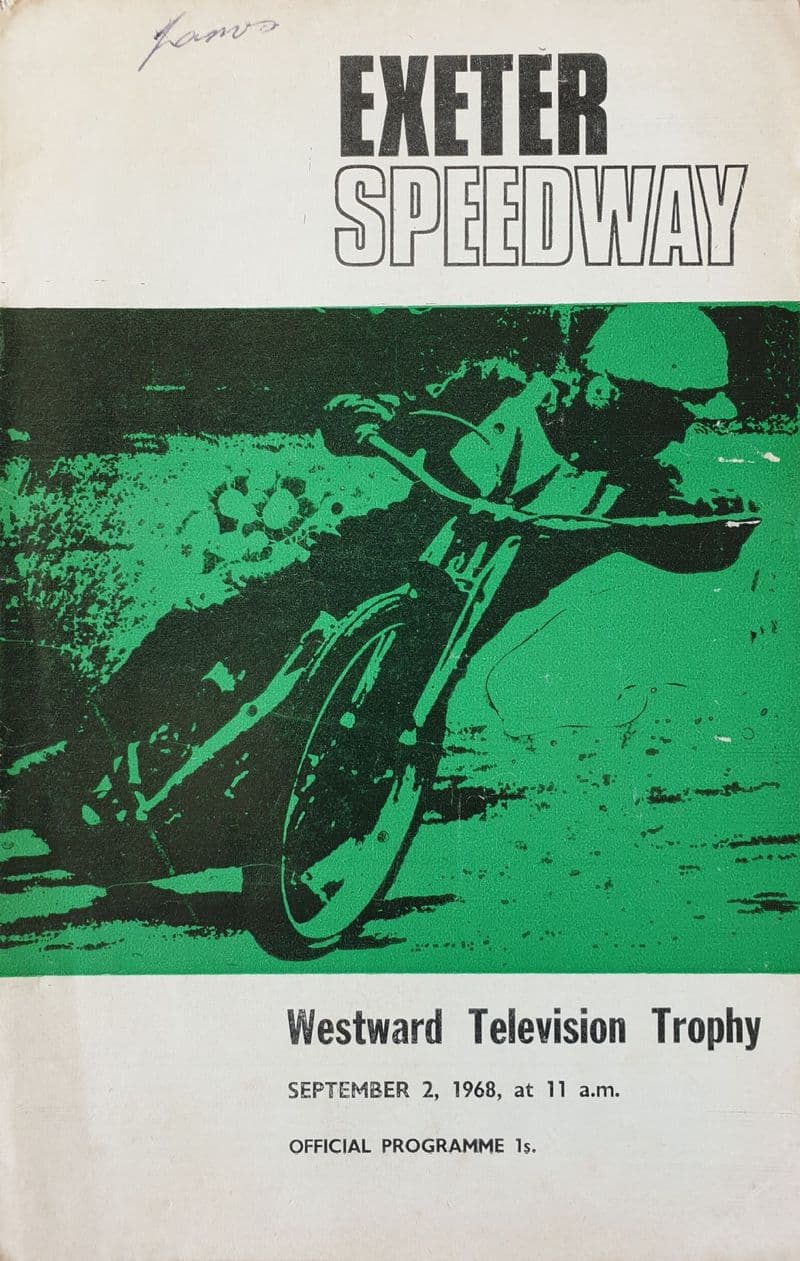 EXETER
SPEEDWAY
Westward Television Trophy
SEPTEMBER 2, 1968, at 11 a.m.
OFFICIAL PROGRAMME 1s.